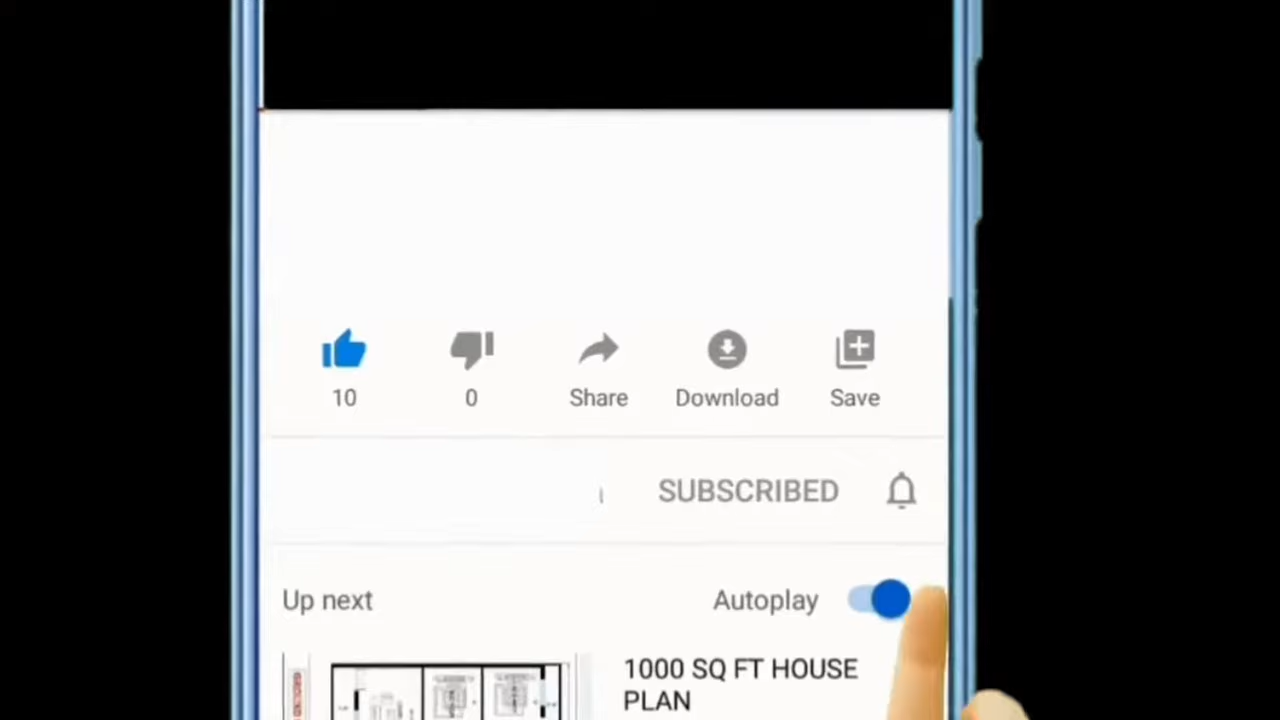 10
0
Share
Download
Save
SUBSCRIBED
Up next
Autoplay
1000 SQ FT HOUSE
PLAN